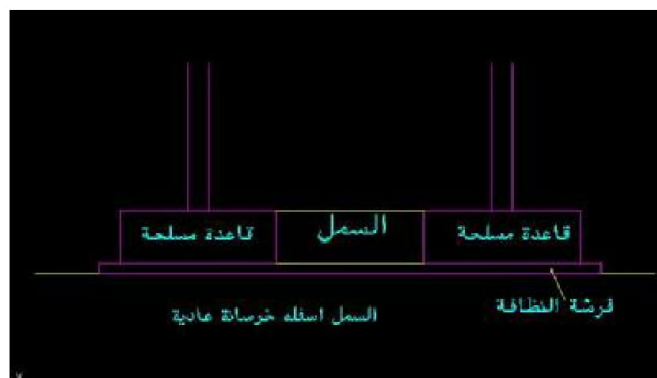 السمل
قاعدة مسلحة
قاعدة مسلحة
فرشة النظافة
السمل اسفله خرسانة عادية